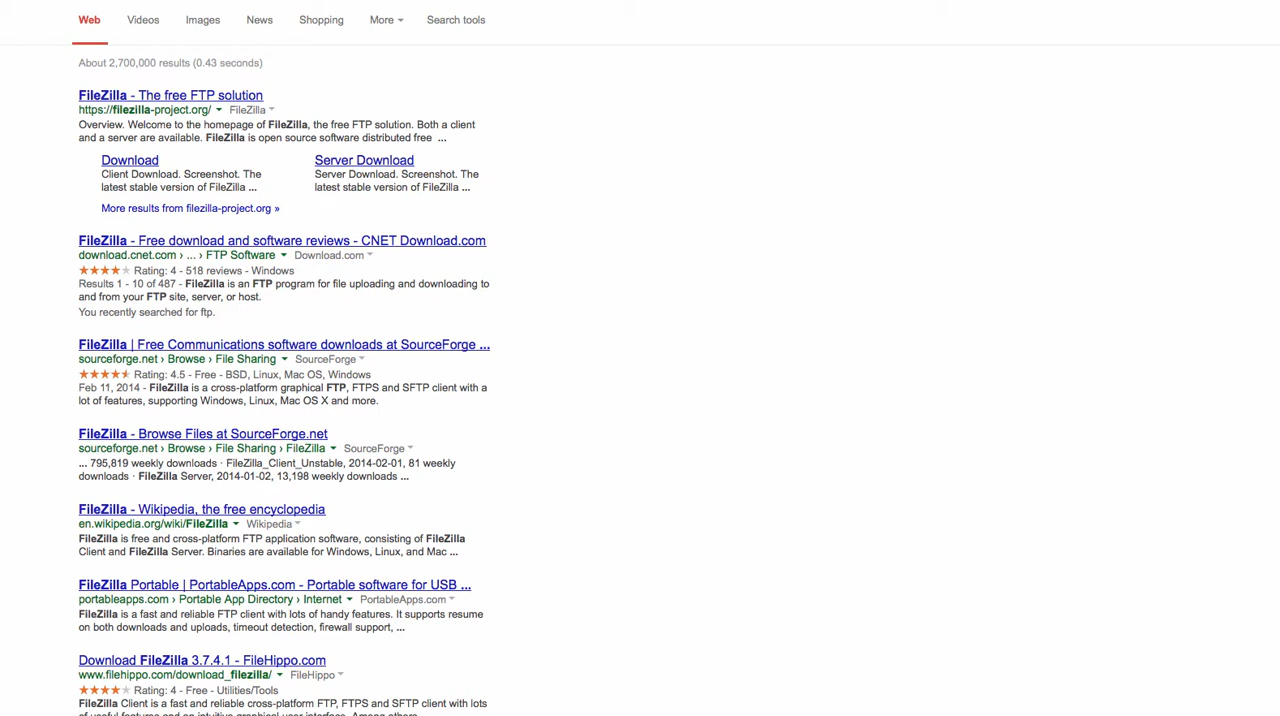 Web Videos Images News Shopping More Search tools
About 2,700,000 results (0.43 seconds)
FileZilla - The free FTP solution
https://filezilla-project.org/ FileZilla
Overview. Welcome to the homepage of FileZilla, the free FTP solution. Both a client
and a server are available. FileZilla is open source software distributed free ...
Download Server Download
Client Download. Screenshot. The Server Download. Screenshot. The
latest stable version of FileZilla ... latest stable version of FileZilla ...
More results from filezilla-project.org »
FileZilla - Free download and software reviews - CNET Download.com
download.cnet.com › ... › FTP Software Download.com
★★★★★ Rating: 4 - 518 reviews - Windows
Results 1 - 10 of 487 - FileZilla is an FTP program for file uploading and downloading to
and from your FTP site, server, or host.
You recently searched for ftp.
FileZilla | Free Communications software downloads at SourceForge ...
sourceforge.net › Browse › File Sharing SourceForge
★★★★★ Rating: 4.5 - Free - BSD, Linux, Mac OS, Windows
Feb 11, 2014 - FileZilla is a cross-platform graphical FTP, FTPS and SFTP client with a
lot of features, supporting Windows, Linux, Mac OS X and more.
FileZilla - Browse Files at SourceForge.net
sourceforge.net › Browse › File Sharing › FileZilla SourceForge
... 795,819 weekly downloads · FileZilla_Client_Unstable, 2014-02-01, 81 weekly
downloads · FileZilla Server, 2014-01-02, 13,198 weekly downloads ...
FileZilla - Wikipedia, the free encyclopedia
en.wikipedia.org/wiki/FileZilla Wikipedia
FileZilla is free and cross-platform FTP application software, consisting of FileZilla
Client and FileZilla Server. Binaries are available for Windows, Linux, and Mac ...
FileZilla Portable | PortableApps.com - Portable software for USB ...
portableapps.com › Portable App Directory › Internet PortableApps.com
FileZilla is a fast and reliable FTP client with lots of handy features. It supports resume
on both downloads and uploads, timeout detection, firewall support, ...
Download FileZilla 3.7.4.1 - FileHippo.com
www.filehippo.com/download_filezilla/ FileHippo
★★★★★ Rating: 4 - Free - Utilities/Tools
FileZilla Client is a fast and reliable cross-platform FTP, FTPS and SFTP client with lots
of useful features and an intuitive graphical user interface. Among others